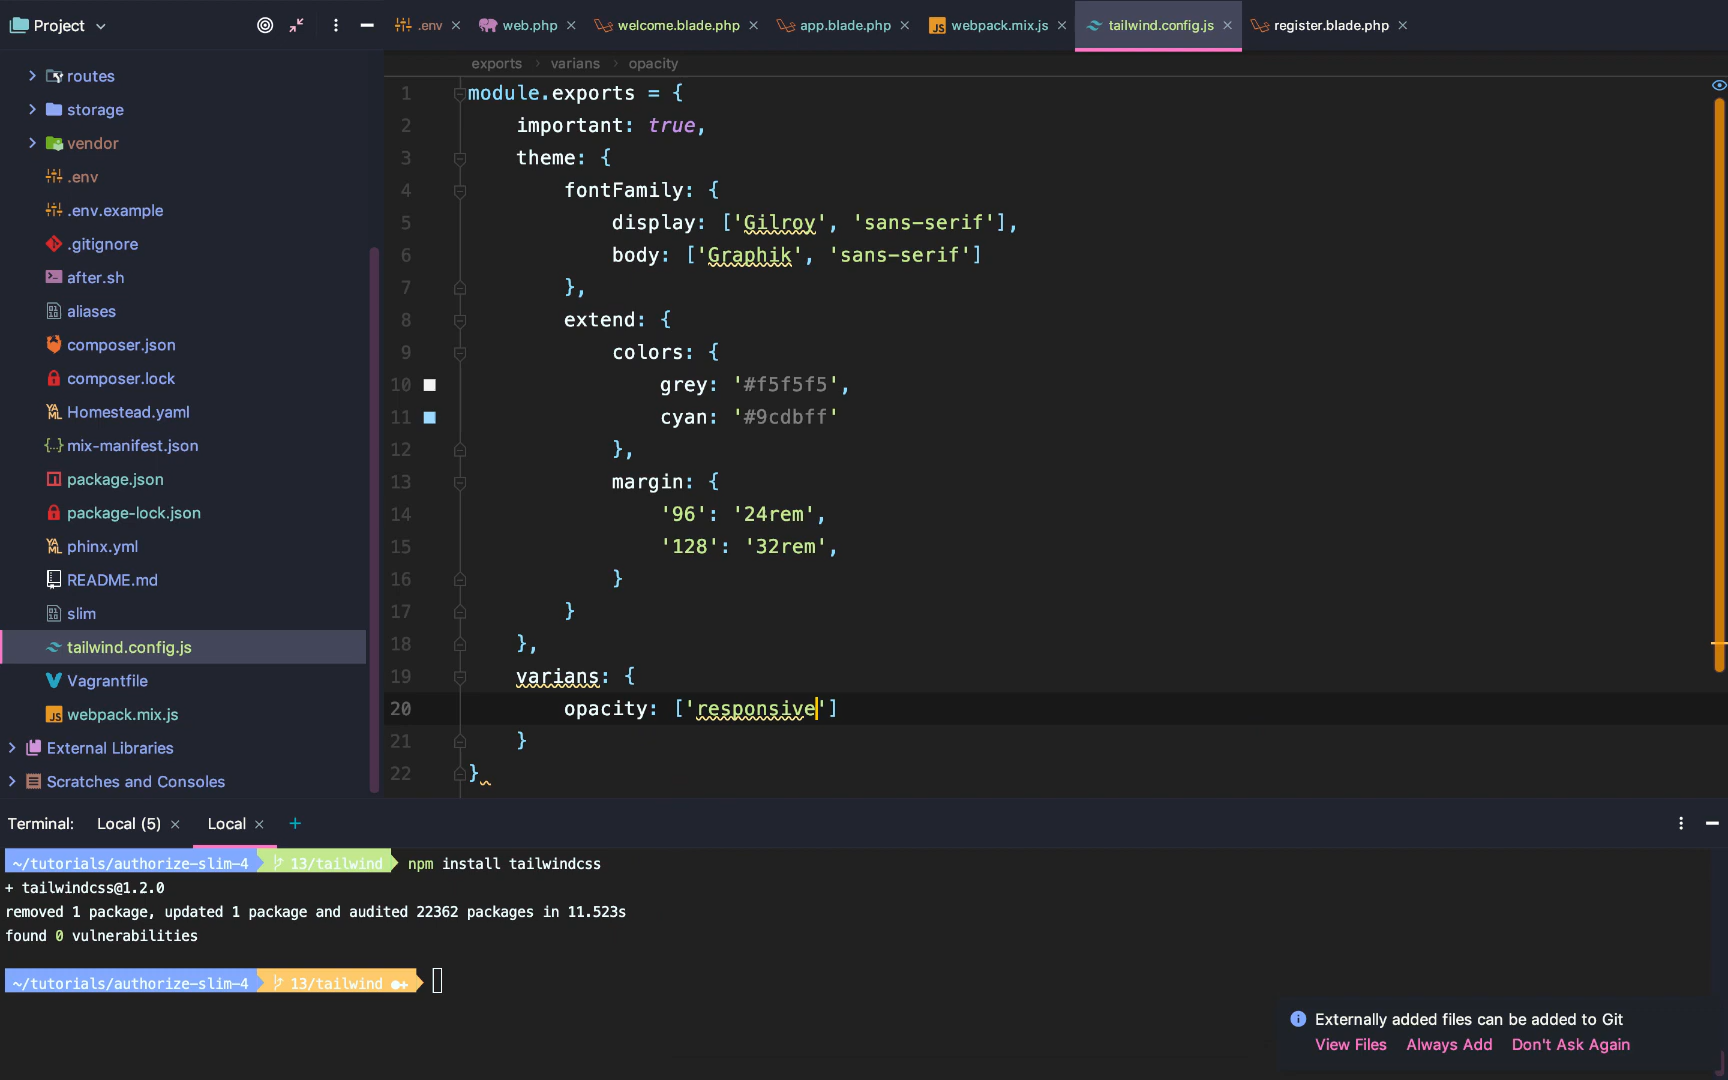 Project
.env
web.php
welcome.blade.php
app.blade.php
webpack.mix.js
tailwind.config.js
register.blade.php
routes
storage
vendor
.env
.env.example
.gitignore
after.sh
aliases
composer.json
composer.lock
Homestead.yaml
mix-manifest.json
package.json
package-lock.json
phinx.yml
README.md
slim
tailwind.config.js
Vagrantfile
webpack.mix.js
External Libraries
Scratches and Consoles
exports › varians › opacity
1 module.exports = {
2 important: true,
3 theme: {
4 fontFamily: {
5 display: ['Gilroy', 'sans-serif'],
6 body: ['Graphik', 'sans-serif']
7 },
8 extend: {
9 colors: {
10 grey: '#f5f5f5',
11 cyan: '#9cdbff'
12 },
13 margin: {
14 '96': '24rem',
15 '128': '32rem',
16 }
17 }
18 },
19 varians: {
20 opacity: ['responsive']
21 }
22 }
Terminal: Local (5) Local +
~/tutorials/authorize-slim-4 13/tailwind npm install tailwindcss
+ tailwindcss@1.2.0
removed 1 package, updated 1 package and audited 22362 packages in 11.523s
found 0 vulnerabilities
~/tutorials/authorize-slim-4 13/tailwind
Externally added files can be added to Git
View Files Always Add Don't Ask Again